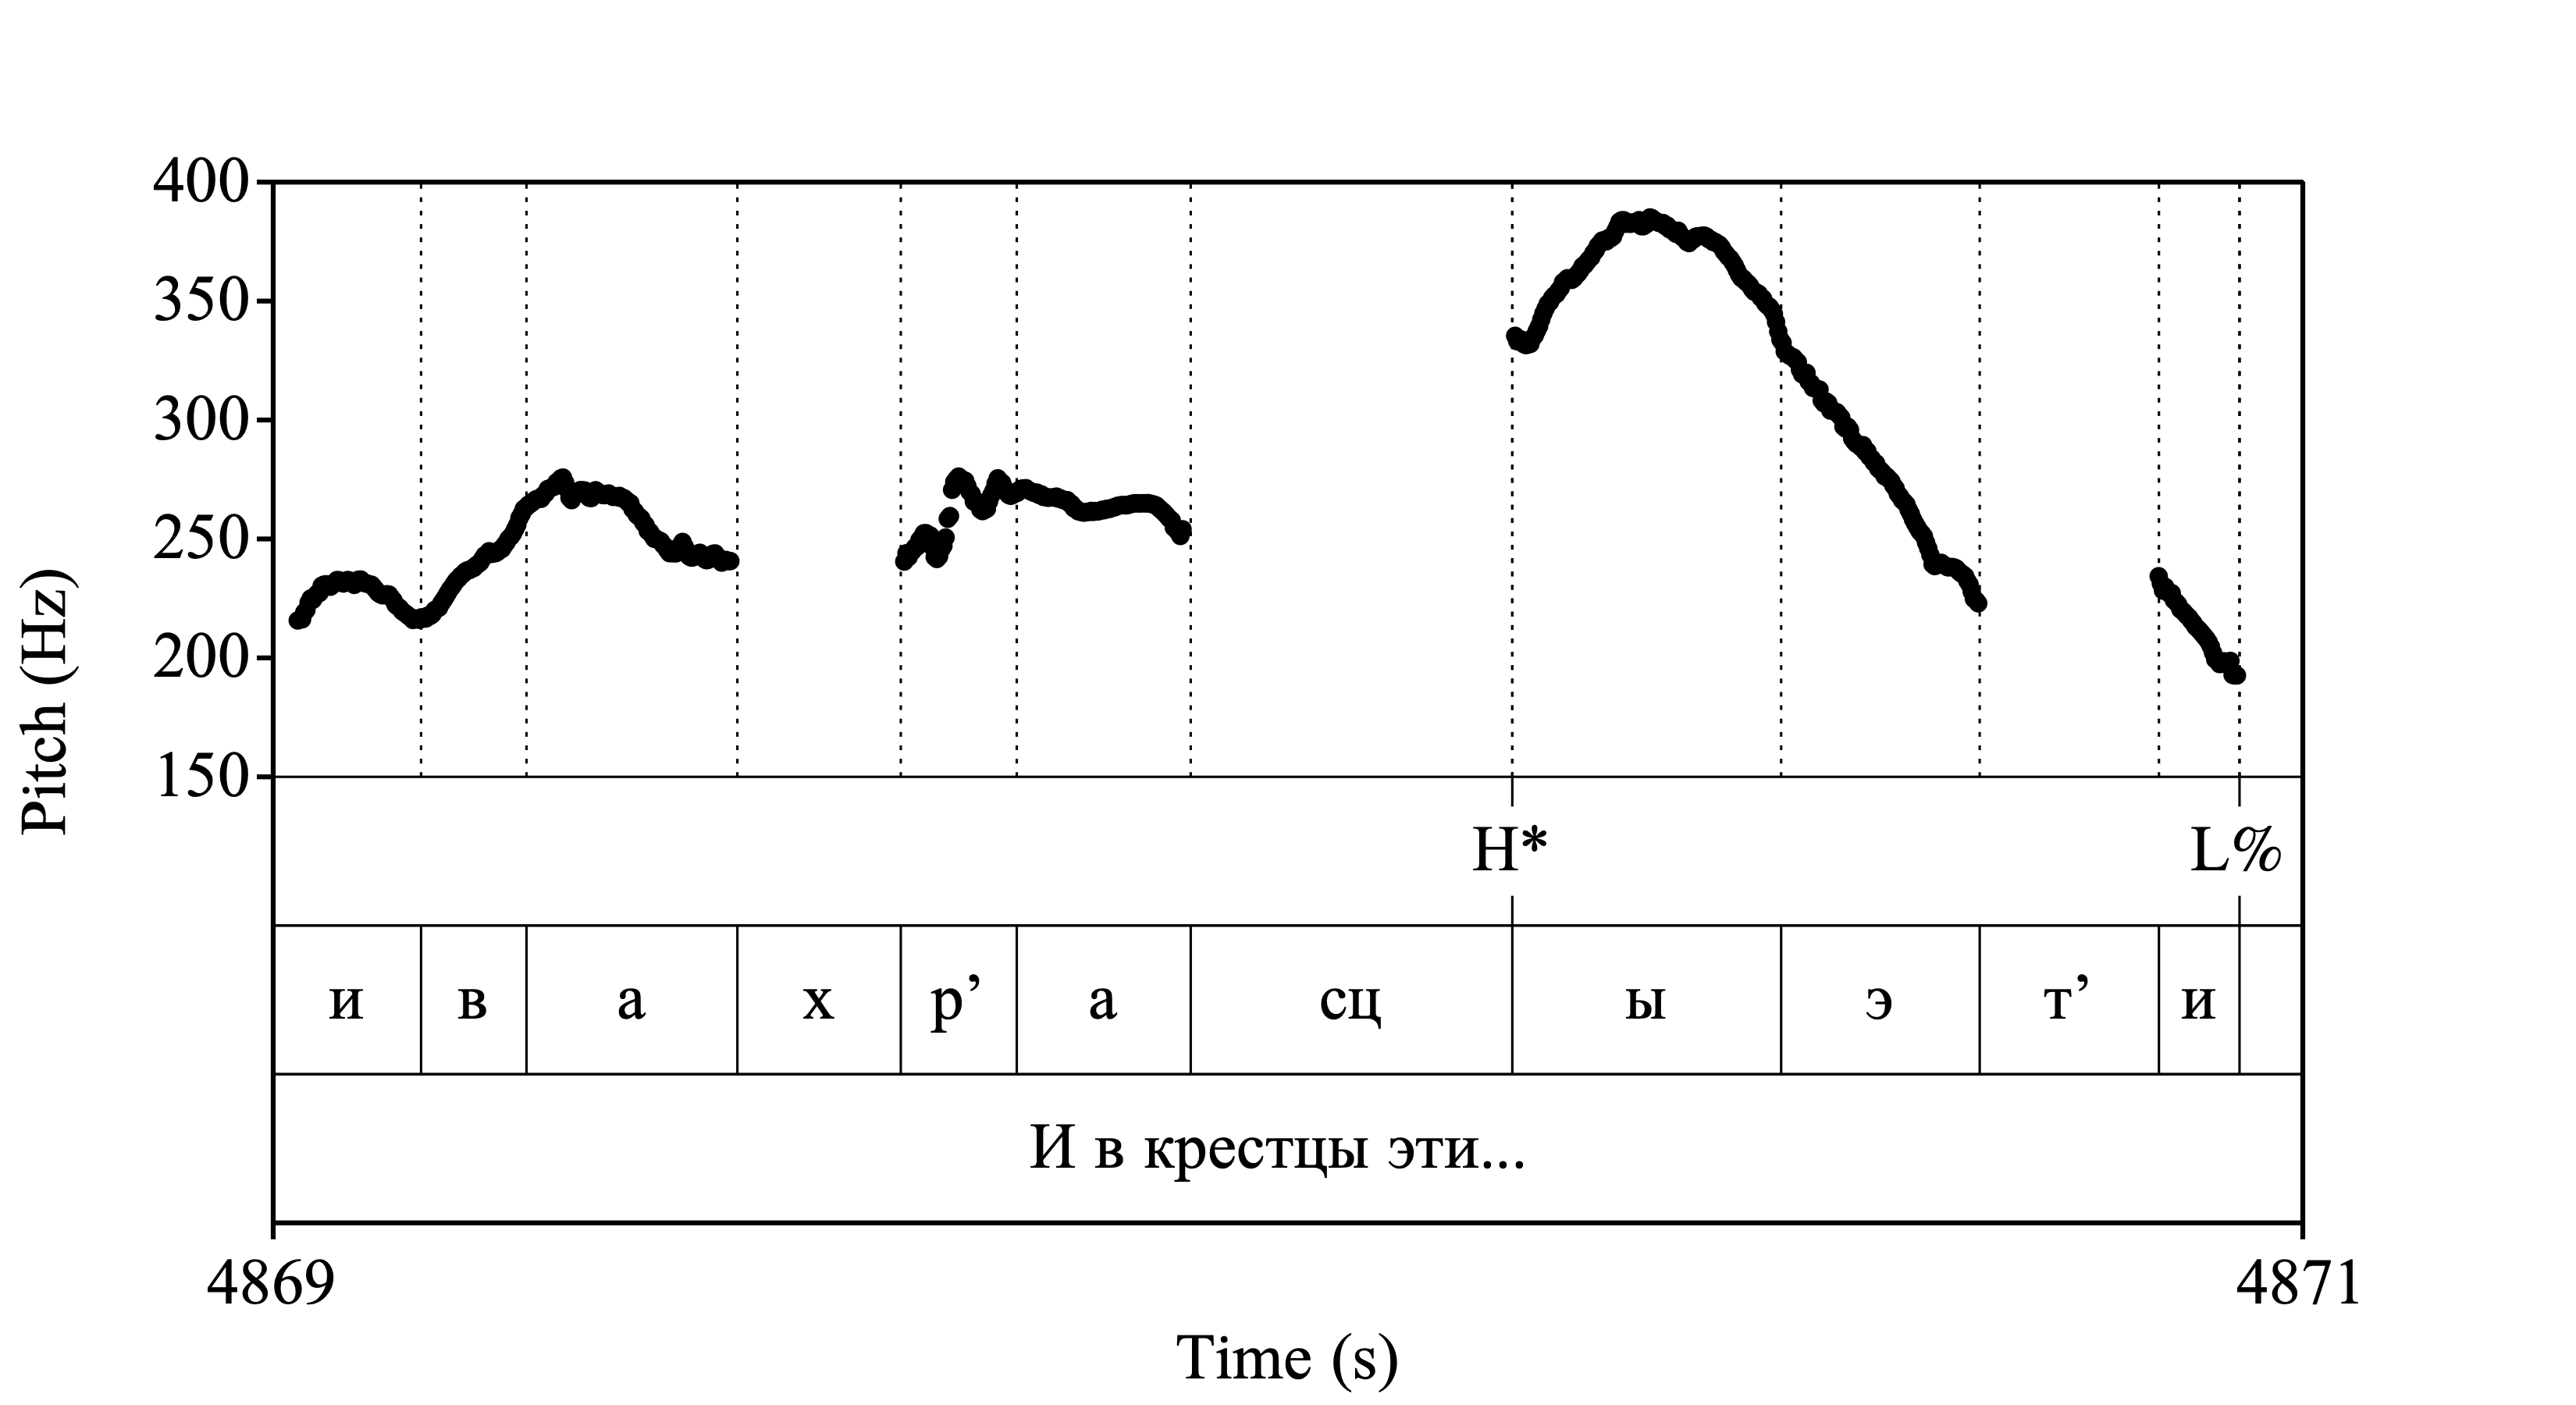 400
350
300
250
200
150
Pitch (Hz)
H* L%
и в а х р’ а сц ы э т’ и
И в крестцы эти...
4869 4871
Time (s)